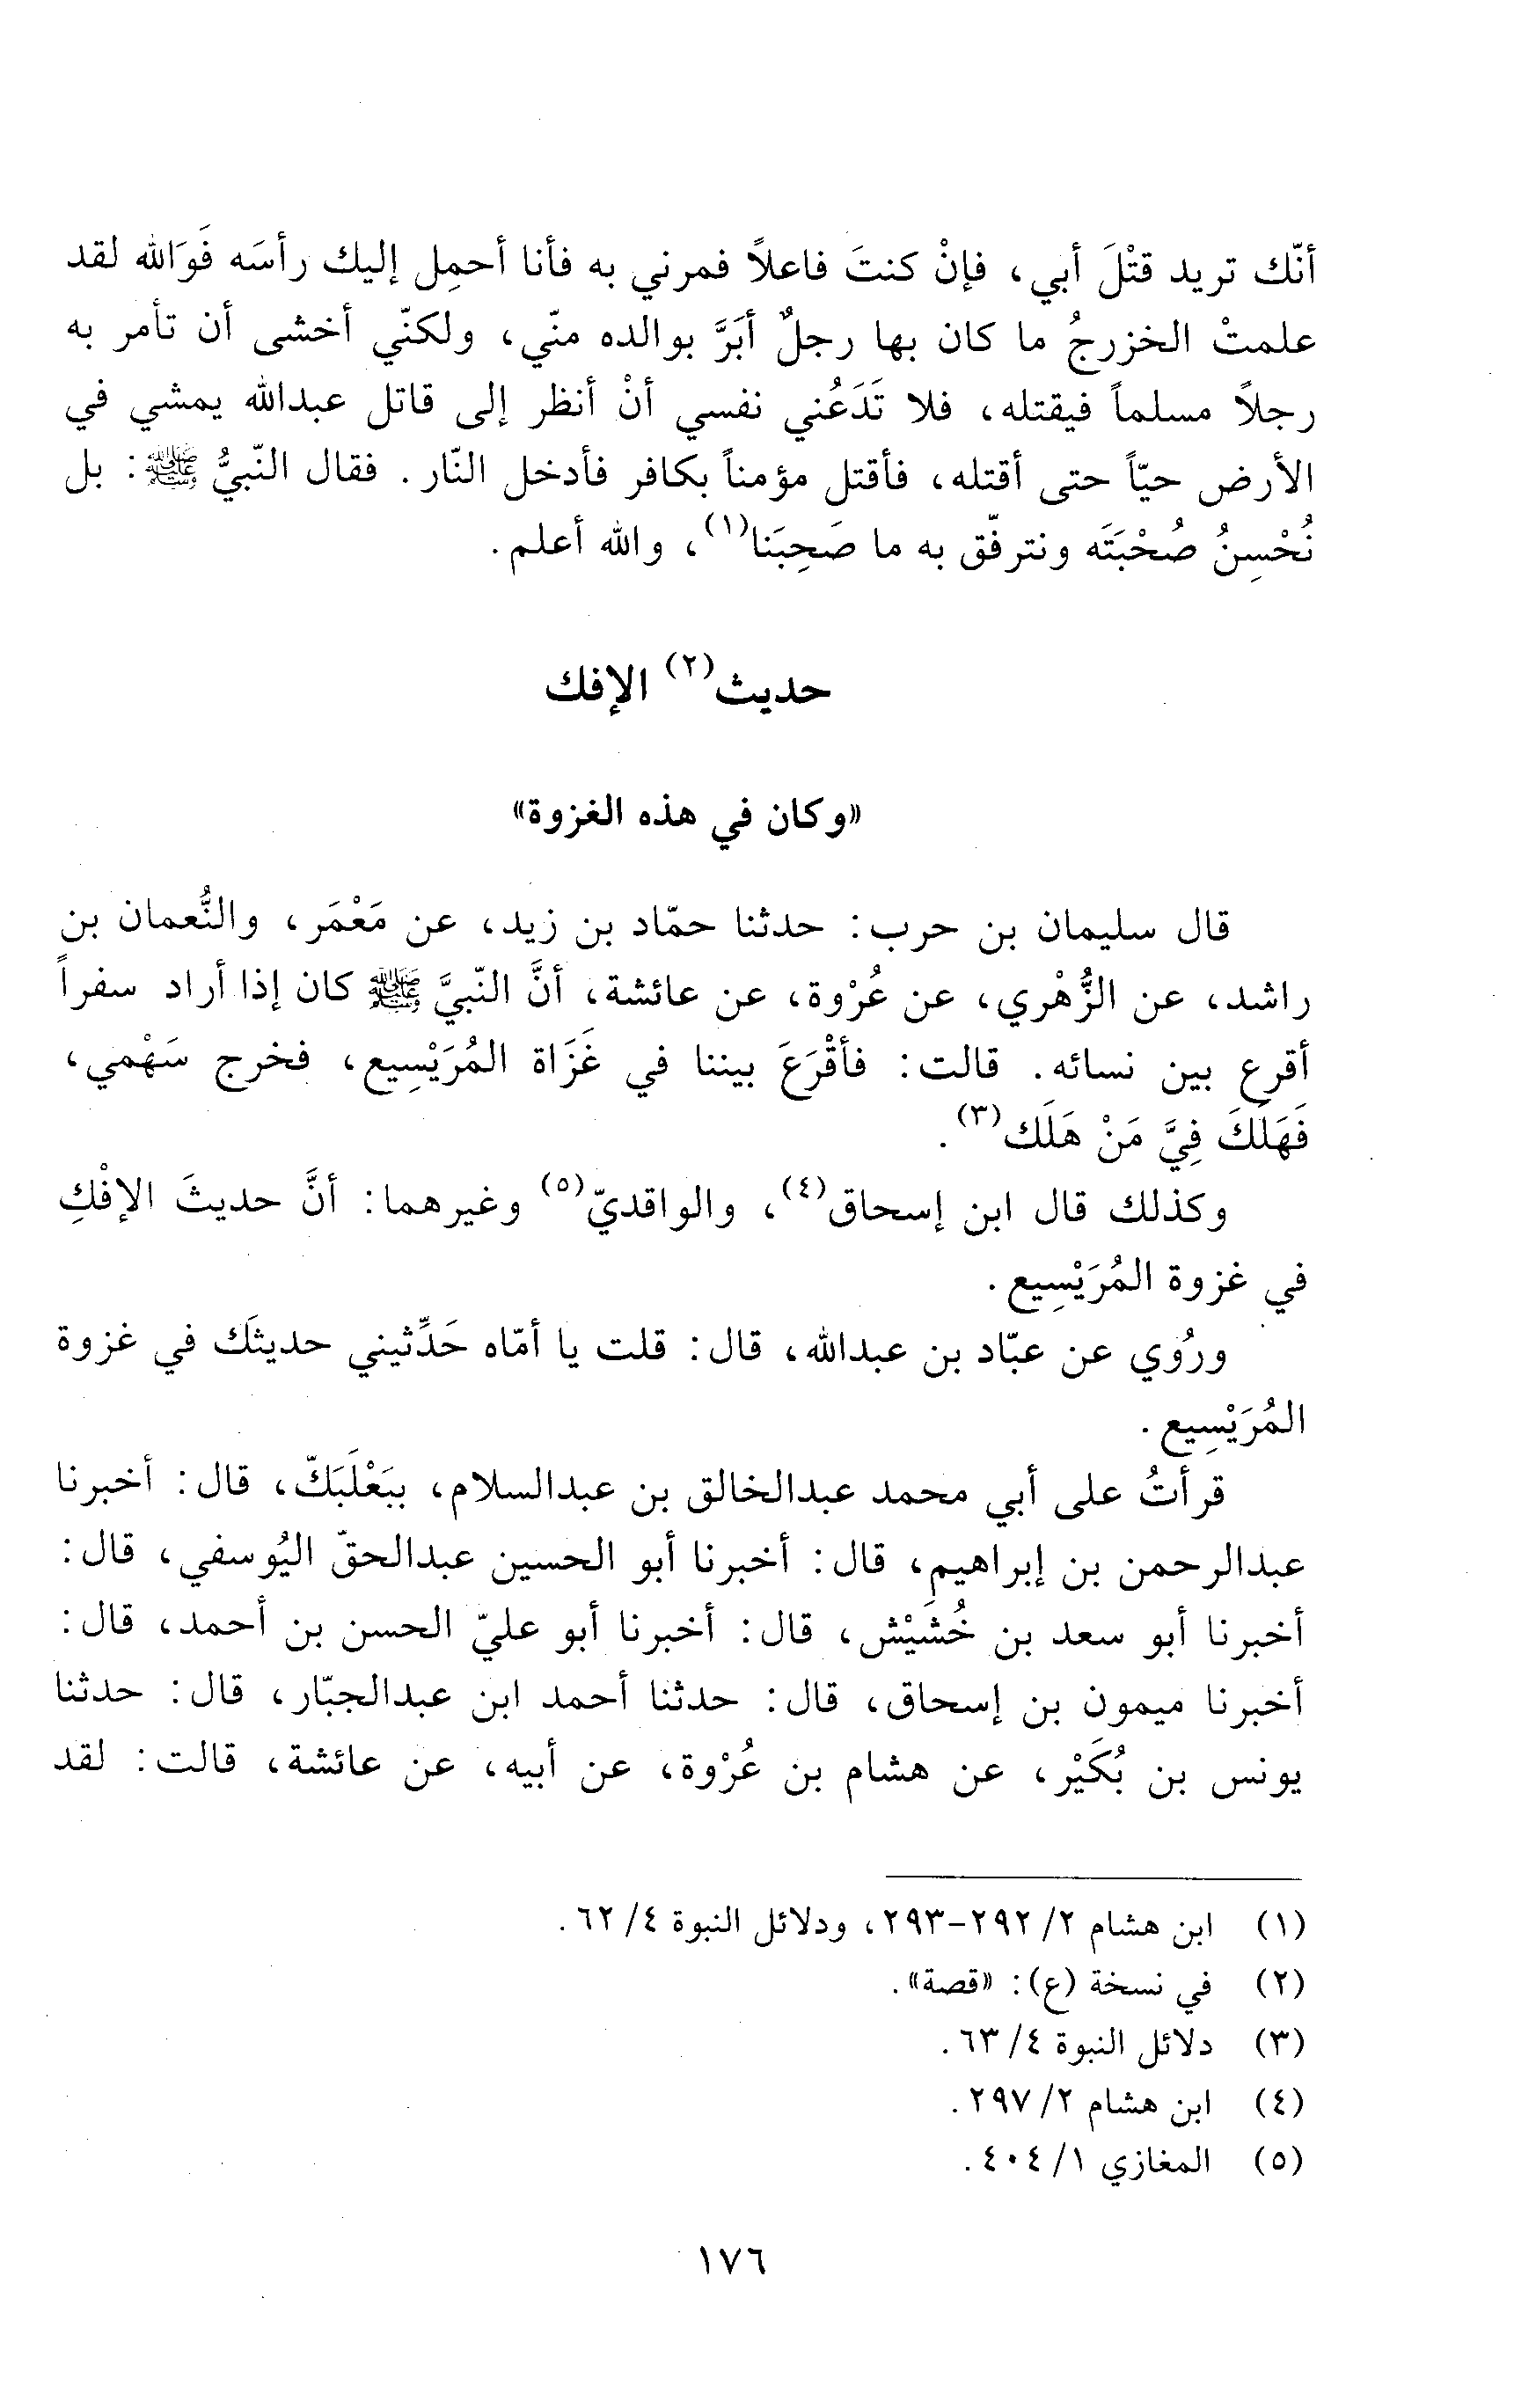 أنّك تريد قتْلَ أبي، فإنْ كنتَ فاعلاً فمرني به فأنا أحمِل إليك رأسَه فَوَالله لقد
علمتْ الخزرجُ ما كان بها رجلٌ أبَرَّ بوالده منّي، ولكنّي أخشى أن تأمر به
رجلاً مسلماً فيقتله، فلا تَدَعُني نفسي أنْ أنظر إلى قاتل عبدالله يمشي في
الأرض حيّاً حتى أقتله، فأقتل مؤمناً بكافر فأدخل النّار. فقال النّبيُّ ﷺ: بل
نُحْسِنُ صُحْبَتَه ونترفّق به ما صَحِبَنا(١)، والله أعلم.
حديث(٢) الإفك
«وكان في هذه الغزوة»
قال سليمان بن حرب: حدثنا حمّاد بن زيد، عن مَعْمَر، والنُّعمان بن
راشد، عن الزُّهْري، عن عُرْوة، عن عائشة، أنَّ النّبيَّ ﷺ كان إذا أراد سفراً
أقرع بين نسائه. قالت: فأقْرَعَ بيننا في غَزَاة المُرَيْسِيع، فخرج سَهْمي،
فَهَلَكَ فِيَّ مَنْ هَلَك(٣).
وكذلك قال ابن إسحاق(٤)، والواقديّ(٥) وغيرهما: أنَّ حديثَ الإفْكِ
في غزوة المُرَيْسِيع.
ورُوي عن عبّاد بن عبدالله، قال: قلت يا أمّاه حَدِّثيني حديثَك في غزوة
المُرَيْسِيع.
قرأتُ على أبي محمد عبدالخالق بن عبدالسلام، ببَعْلَبَكّ، قال: أخبرنا
عبدالرحمن بن إبراهيم، قال: أخبرنا أبو الحسين عبدالحقّ اليُوسفي، قال:
أخبرنا أبو سعد بن خُشَيْش، قال: أخبرنا أبو عليّ الحسن بن أحمد، قال:
أخبرنا ميمون بن إسحاق، قال: حدثنا أحمد ابن عبدالجبّار، قال: حدثنا
يونس بن بُكَيْر، عن هشام بن عُرْوة، عن أبيه، عن عائشة، قالت: لقد
(١) ابن هشام ٢/ ٢٩٢-٢٩٣، ودلائل النبوة ٤/ ٦٢.
(٢) في نسخة (ع): «قصة».
(٣) دلائل النبوة ٤/ ٦٣.
(٤) ابن هشام ٢/ ٢٩٧.
(٥) المغازي ١/ ٤٠٤.
١٧٦